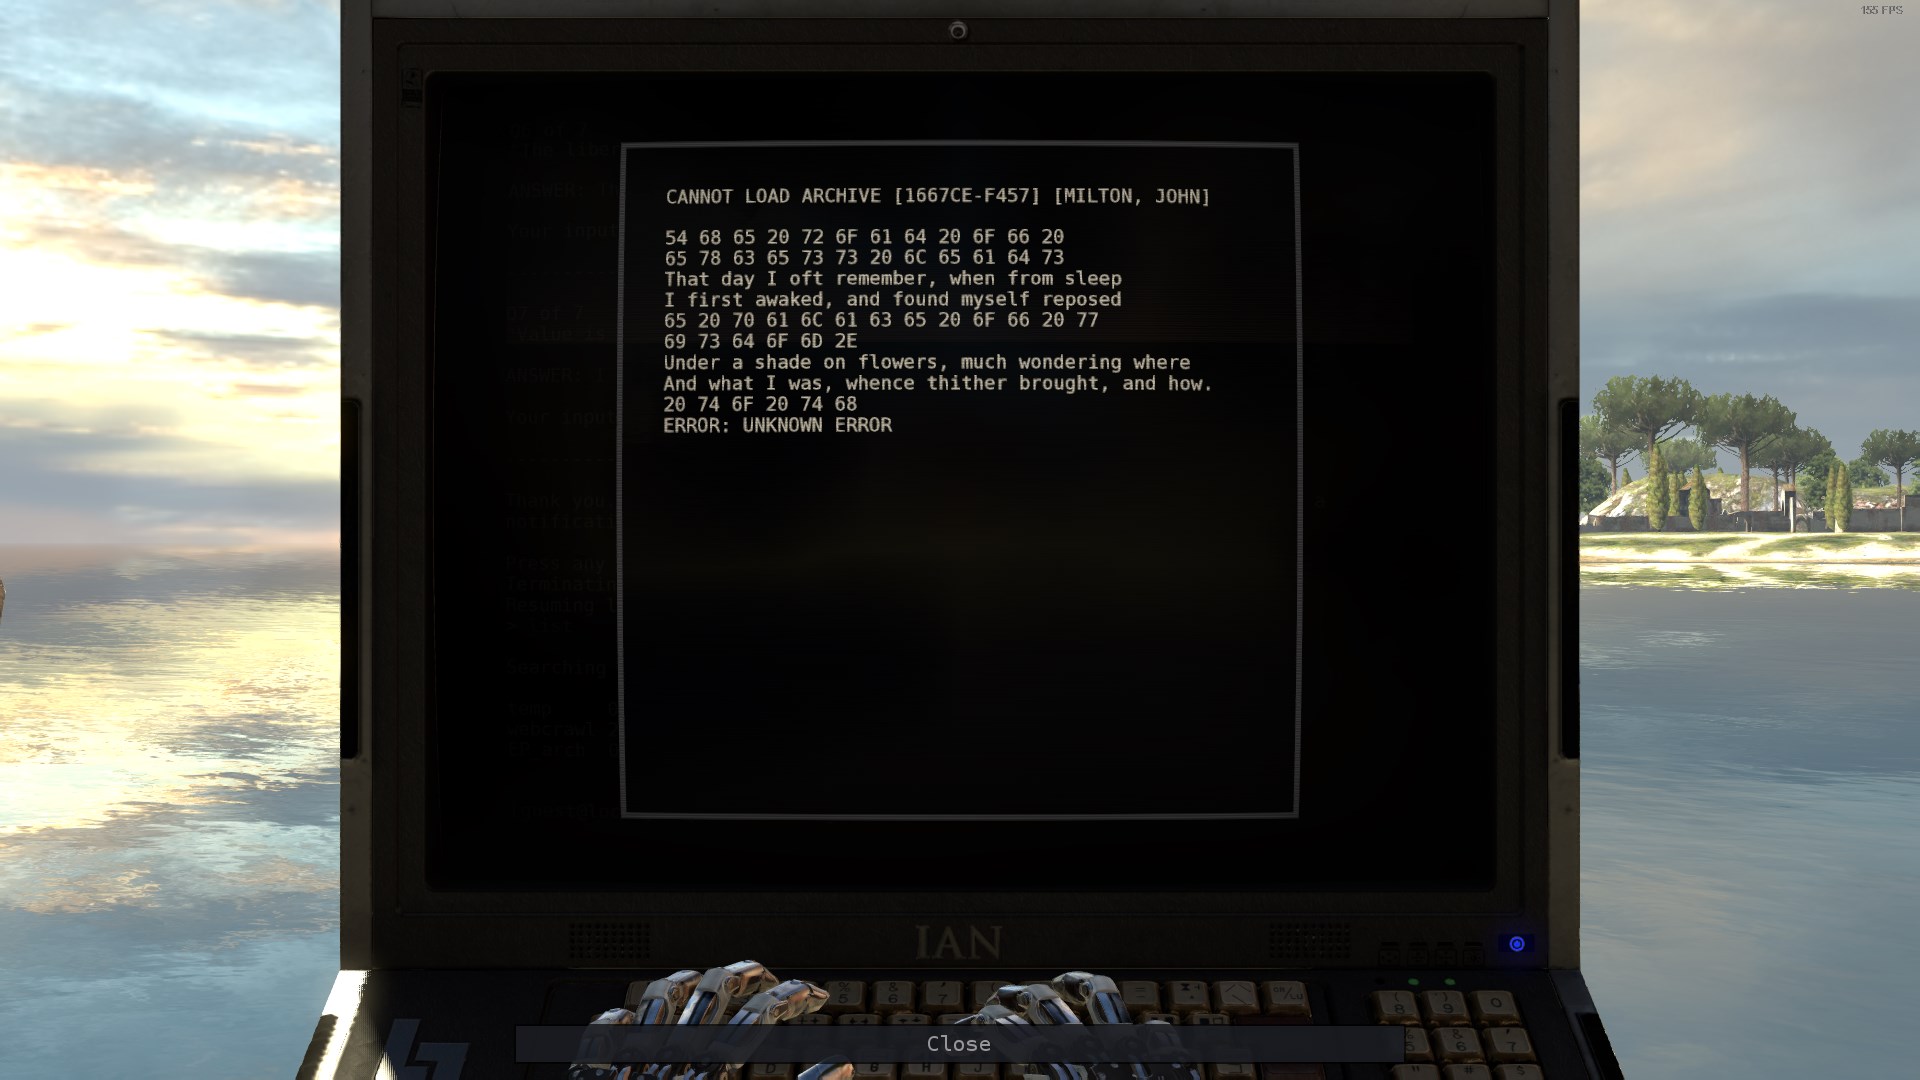 155 FPS
CANNOT LOAD ARCHIVE [1667CE-F457] [MILTON, JOHN]
54 68 65 20 72 6F 61 64 20 6F 66 20
65 78 63 65 73 73 20 6C 65 61 64 73
That day I oft remember, when from sleep
I first awaked, and found myself reposed
65 20 70 61 6C 61 63 65 20 6F 66 20 77
69 73 64 6F 6D 2E
Under a shade on flowers, much wondering where
And what I was, whence thither brought, and how.
20 74 6F 20 74 68
ERROR: UNKNOWN ERROR
IAN
Close